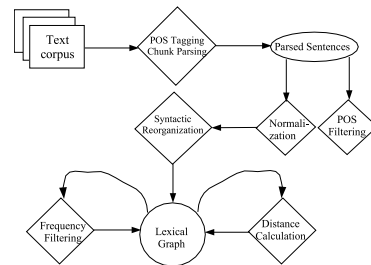 Text
corpus
POS Tagging
Chunk Parsing
Parsed Sentences
Syntactic
Reorganization
Normali-
zation
POS
Filtering
Frequency
Filtering
Lexical
Graph
Distance
Calculation